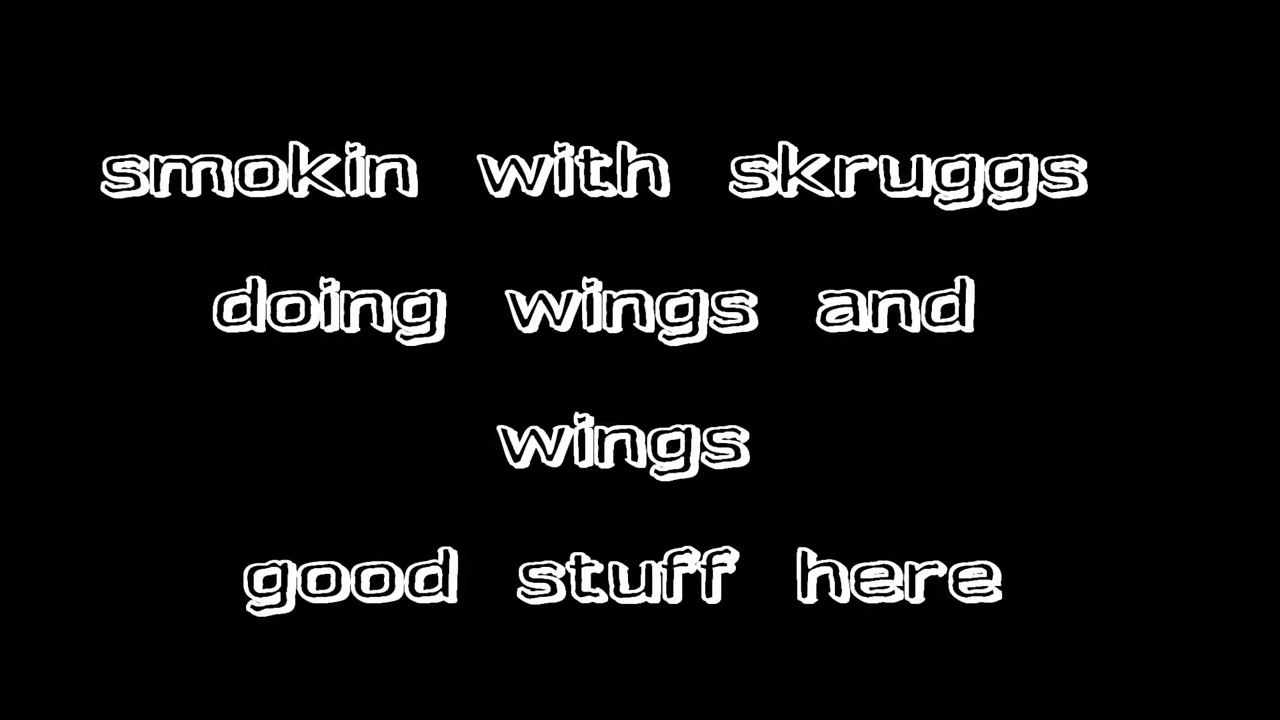 smokin with skruggs
doing wings and
wings
good stuff here